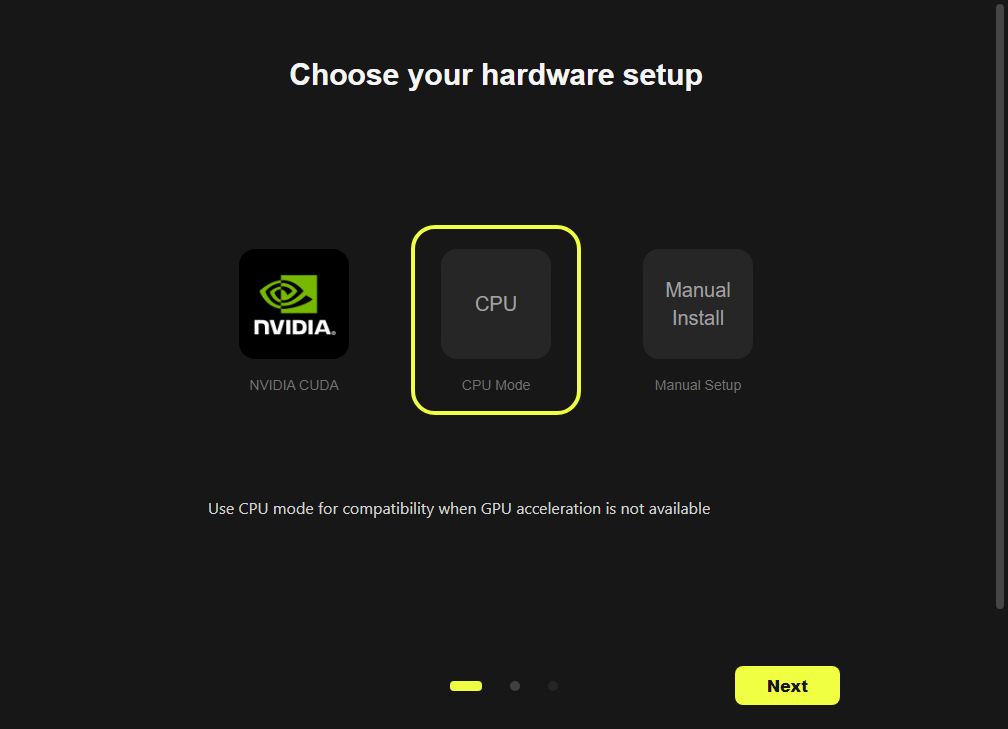 Choose your hardware setup
NVIDIA.
CPU
Manual
Install
NVIDIA CUDA
CPU Mode
Manual Setup
Use CPU mode for compatibility when GPU acceleration is not available
Next